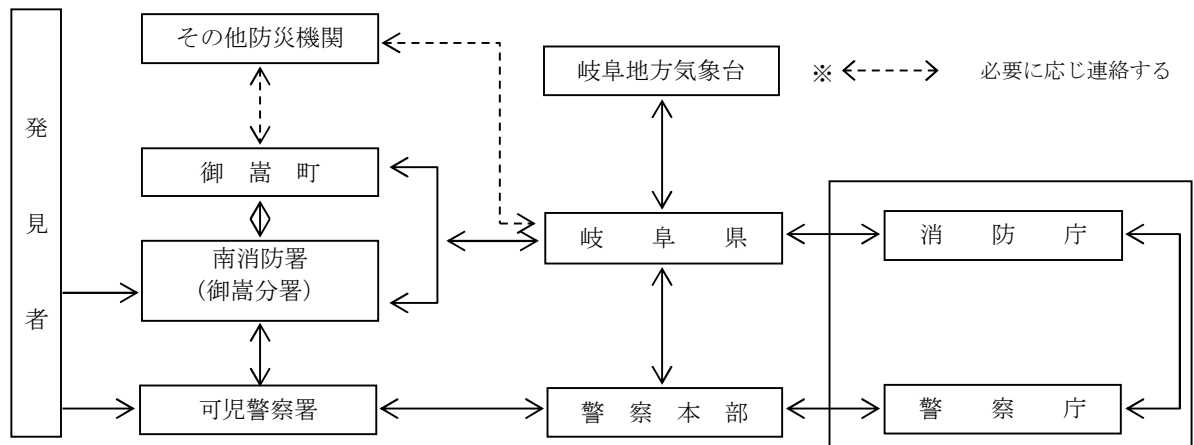 発見者
その他防災機関
岐阜地方気象台
※
必要に応じ連絡する
御嵩町
岐阜県
消防庁
南消防署
(御嵩分署)
可児警察署
警察本部
警察庁